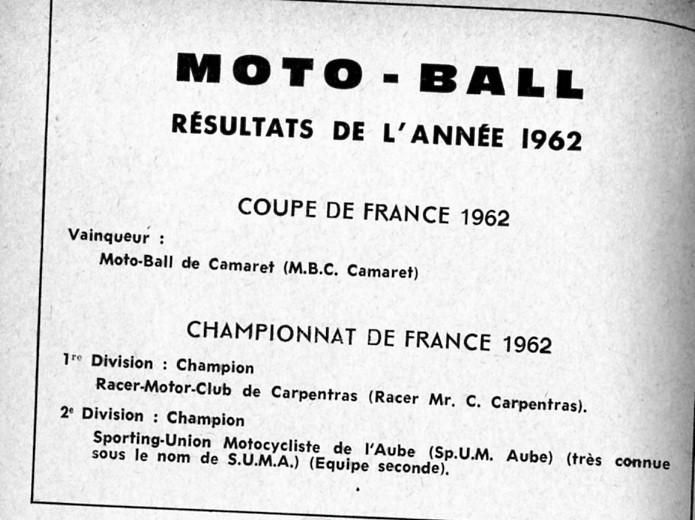 MOTO - BALL
RÉSULTATS DE L'ANNÉE 1962
COUPE DE FRANCE 1962
Vainqueur :
Moto-Ball de Camaret (M.B.C. Camaret)
CHAMPIONNAT DE FRANCE 1962
1re Division : Champion
Racer-Motor-Club de Carpentras (Racer Mr. C. Carpentras).
2e Division : Champion
Sporting-Union Motocycliste de l'Aube (Sp.U.M. Aube) (très connue
sous le nom de S.U.M.A.) (Equipe seconde).